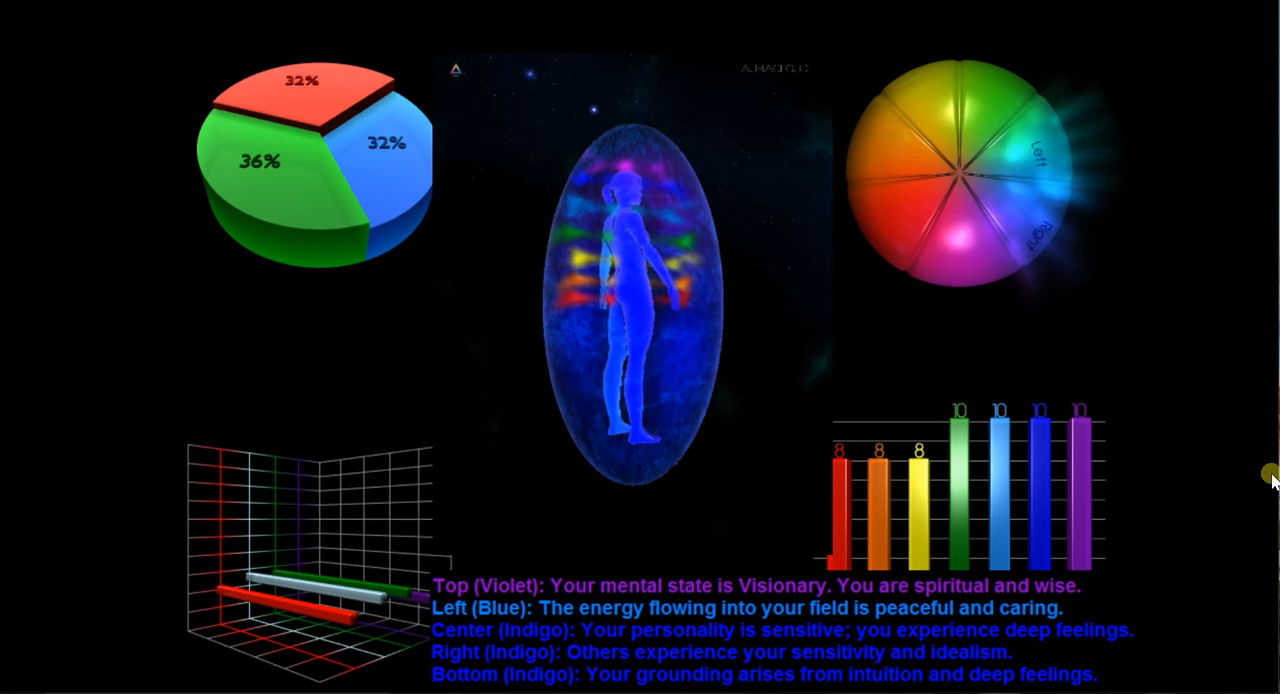 32%
36%
32%
Left
Right
8
8
8
10
10
10
10
Top (Violet): Your mental state is Visionary. You are spiritual and wise.
Left (Blue): The energy flowing into your field is peaceful and caring.
Center (Indigo): Your personality is sensitive; you experience deep feelings.
Right (Indigo): Others experience your sensitivity and idealism.
Bottom (Indigo): Your grounding arises from intuition and deep feelings.